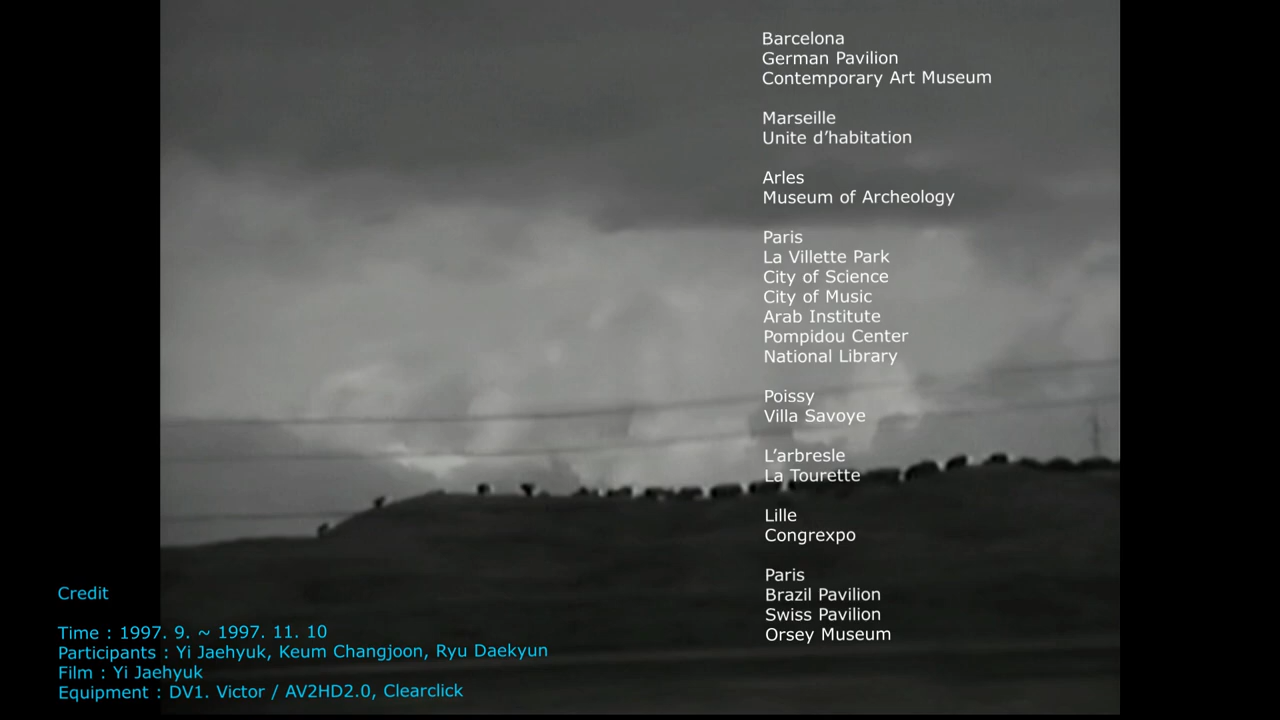 Barcelona
German Pavilion
Contemporary Art Museum
Marseille
Unite d’habitation
Arles
Museum of Archeology
Paris
La Villette Park
City of Science
City of Music
Arab Institute
Pompidou Center
National Library
Poissy
Villa Savoye
L’arbresle
La Tourette
Lille
Congrexpo
Paris
Brazil Pavilion
Swiss Pavilion
Orsey Museum
Credit
Time : 1997. 9. ~ 1997. 11. 10
Participants : Yi Jaehyuk, Keum Changjoon, Ryu Daekyun
Film : Yi Jaehyuk
Equipment : DV1. Victor / AV2HD2.0, Clearclick